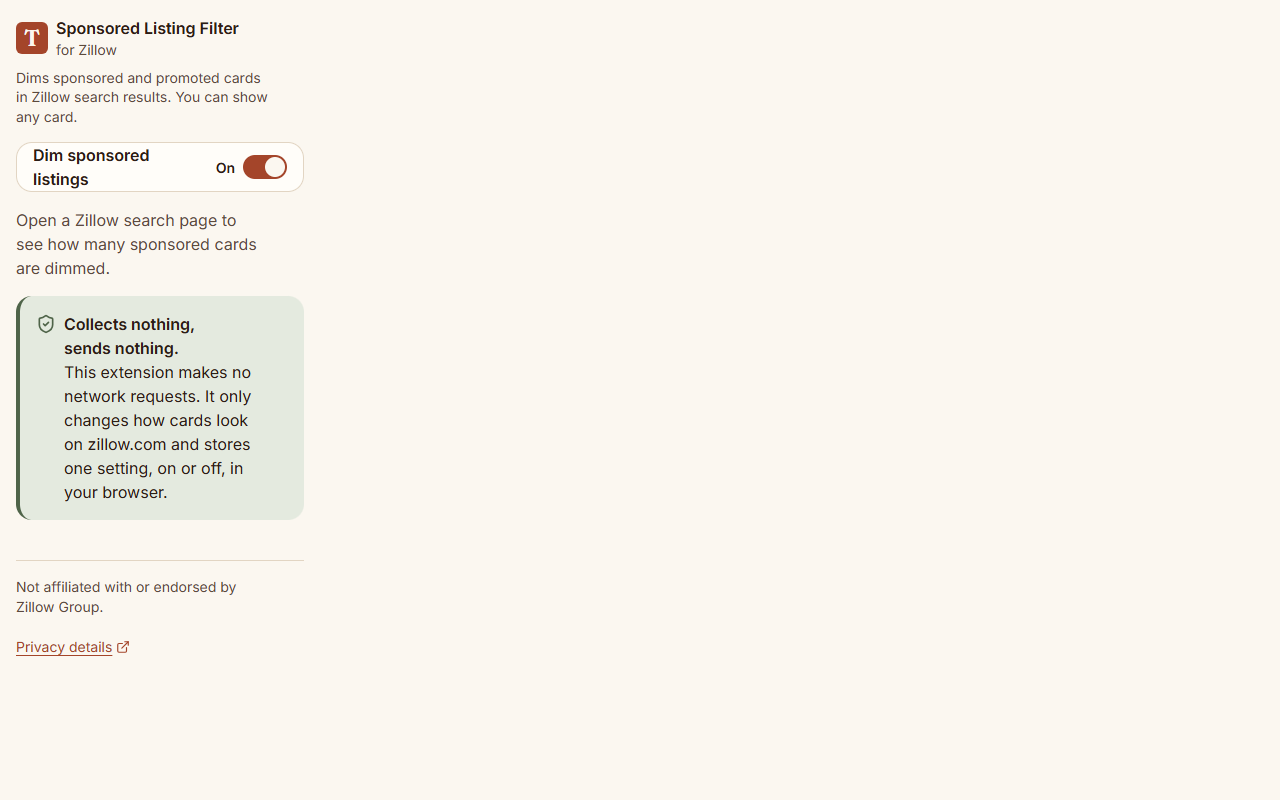 T
Sponsored Listing Filter
for Zillow
Dims sponsored and promoted cards
in Zillow search results. You can show
any card.
Dim sponsored
listings
On
Open a Zillow search page to
see how many sponsored cards
are dimmed.
Collects nothing,
sends nothing.
This extension makes no
network requests. It only
changes how cards look
on zillow.com and stores
one setting, on or off, in
your browser.
Not affiliated with or endorsed by
Zillow Group.
Privacy details